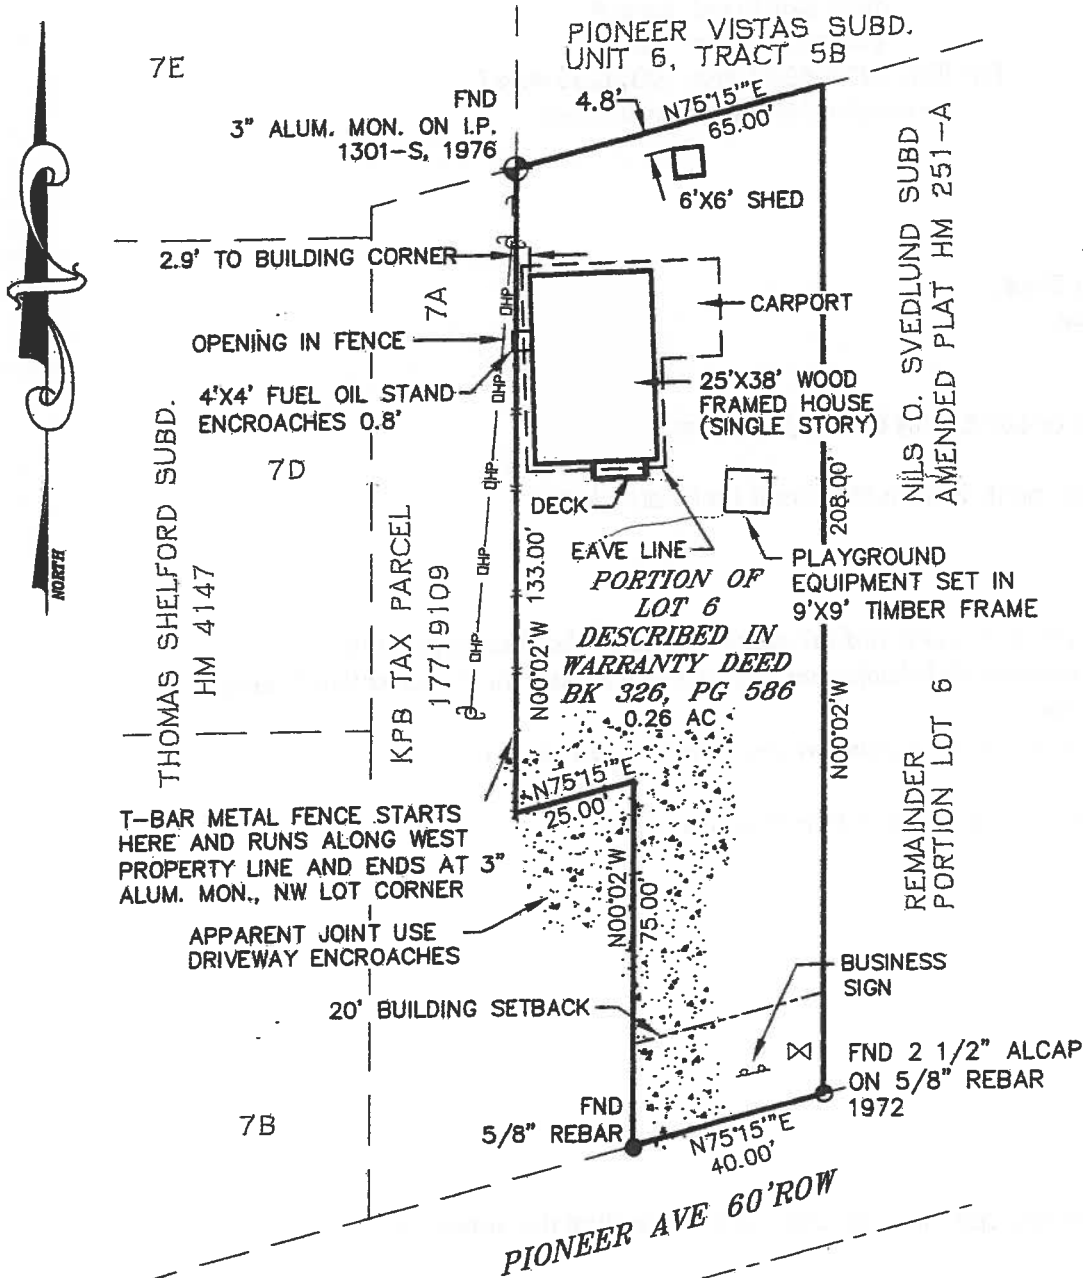 PIONEER VISTAS SUBD.
UNIT 6, TRACT 5B
7E
FND
3" ALUM. MON. ON I.P.
1301-S, 1976
4.8'
N75°15'"E
65.00'
6'X6' SHED
NILS O. SVEDLUND SUBD
AMENDED PLAT HM 251-A
2.9' TO BUILDING CORNER
7A
OHP
CARPORT
OPENING IN FENCE
OHP
4'X4' FUEL OIL STAND
ENCROACHES 0.8'
25'X38' WOOD
FRAMED HOUSE
(SINGLE STORY)
THOMAS SHELFORD SUBD.
HM 4147
7D
OHP
DECK
208.00'
N00°02'W
EAVE LINE
PLAYGROUND
EQUIPMENT SET IN
9'X9' TIMBER FRAME
NORTH
KPB TAX PARCEL
17719109
OHP
OHP
N00°02'W 133.00'
PORTION OF
LOT 6
DESCRIBED IN
WARRANTY DEED
BK 326, PG 586
0.26 AC
REMAINDER
PORTION LOT 6
N75°15'"E
25.00'
T-BAR METAL FENCE STARTS
HERE AND RUNS ALONG WEST
PROPERTY LINE AND ENDS AT 3"
ALUM. MON., NW LOT CORNER
N00°02'W
75.00'
APPARENT JOINT USE
DRIVEWAY ENCROACHES
BUSINESS
SIGN
20' BUILDING SETBACK
FND 2 1/2" ALCAP
ON 5/8" REBAR
1972
7B
FND
5/8" REBAR
N75°15'"E
40.00'
PIONEER AVE 60'ROW